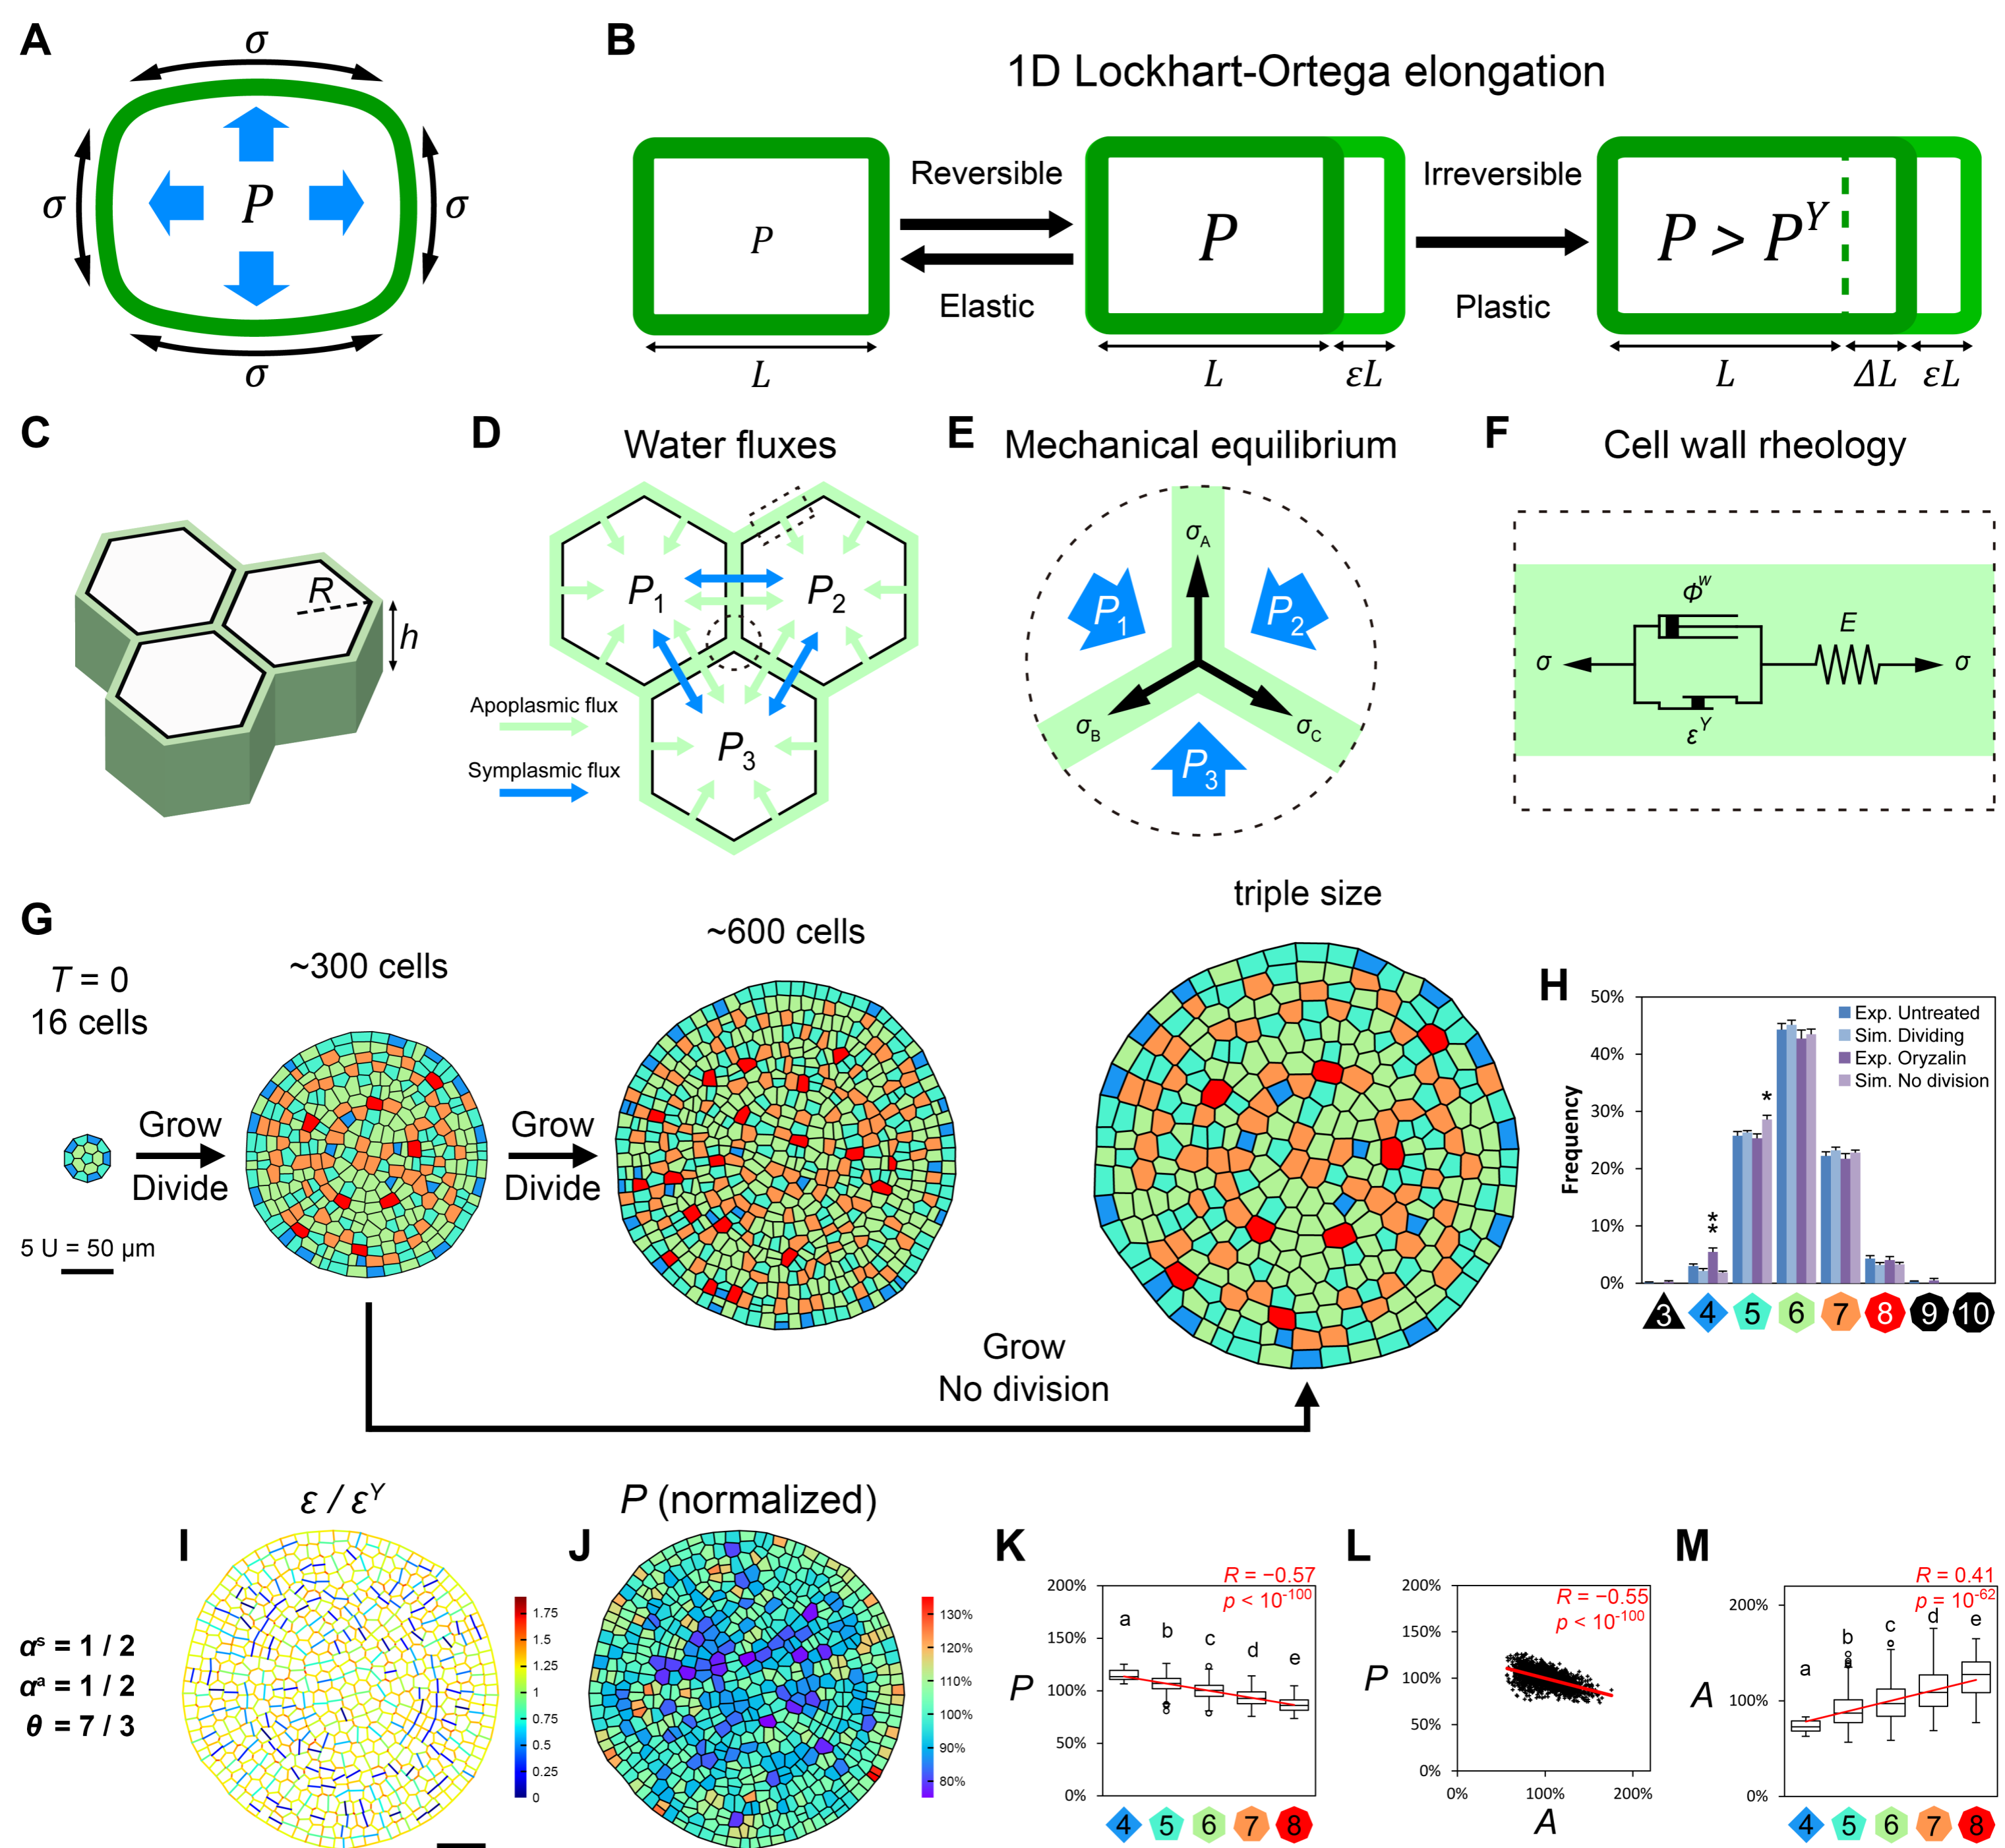 A
σ
σ
P
σ
σ
B
1D Lockhart-Ortega elongation
P
L
Reversible
Elastic
P
L
εL
Irreversible
Plastic
P > P^Y
L
ΔL
εL
C
R
h
D
Water fluxes
P1
P2
P3
Apoplasmic flux
Symplasmic flux
E
Mechanical equilibrium
σA
P1
P2
σB
σC
P3
F
Cell wall rheology
Φ^w
E
σ
σ
ε^Y
G
T = 0
16 cells
5 U = 50 µm
Grow
Divide
~300 cells
Grow
Divide
~600 cells
triple size
Grow
No division
H
Frequency
50%
40%
30%
20%
10%
0%
Exp. Untreated
Sim. Dividing
Exp. Oryzalin
Sim. No division
*
*
*
3 4 5 6 7 8 9 10
α^s = 1 / 2
α^a = 1 / 2
θ = 7 / 3
I
ε / ε^Y
1.75
1.5
1.25
1
0.75
0.5
0.25
0
J
P (normalized)
130%
120%
110%
100%
90%
80%
K
R = −0.57
p < 10^-100
200%
150%
100%
50%
0%
P
a b c d e
4 5 6 7 8
L
R = −0.55
p < 10^-100
200%
150%
100%
50%
0%
P
0% 100% 200%
A
M
R = 0.41
p = 10^-62
200%
100%
0%
A
a b c d e
4 5 6 7 8